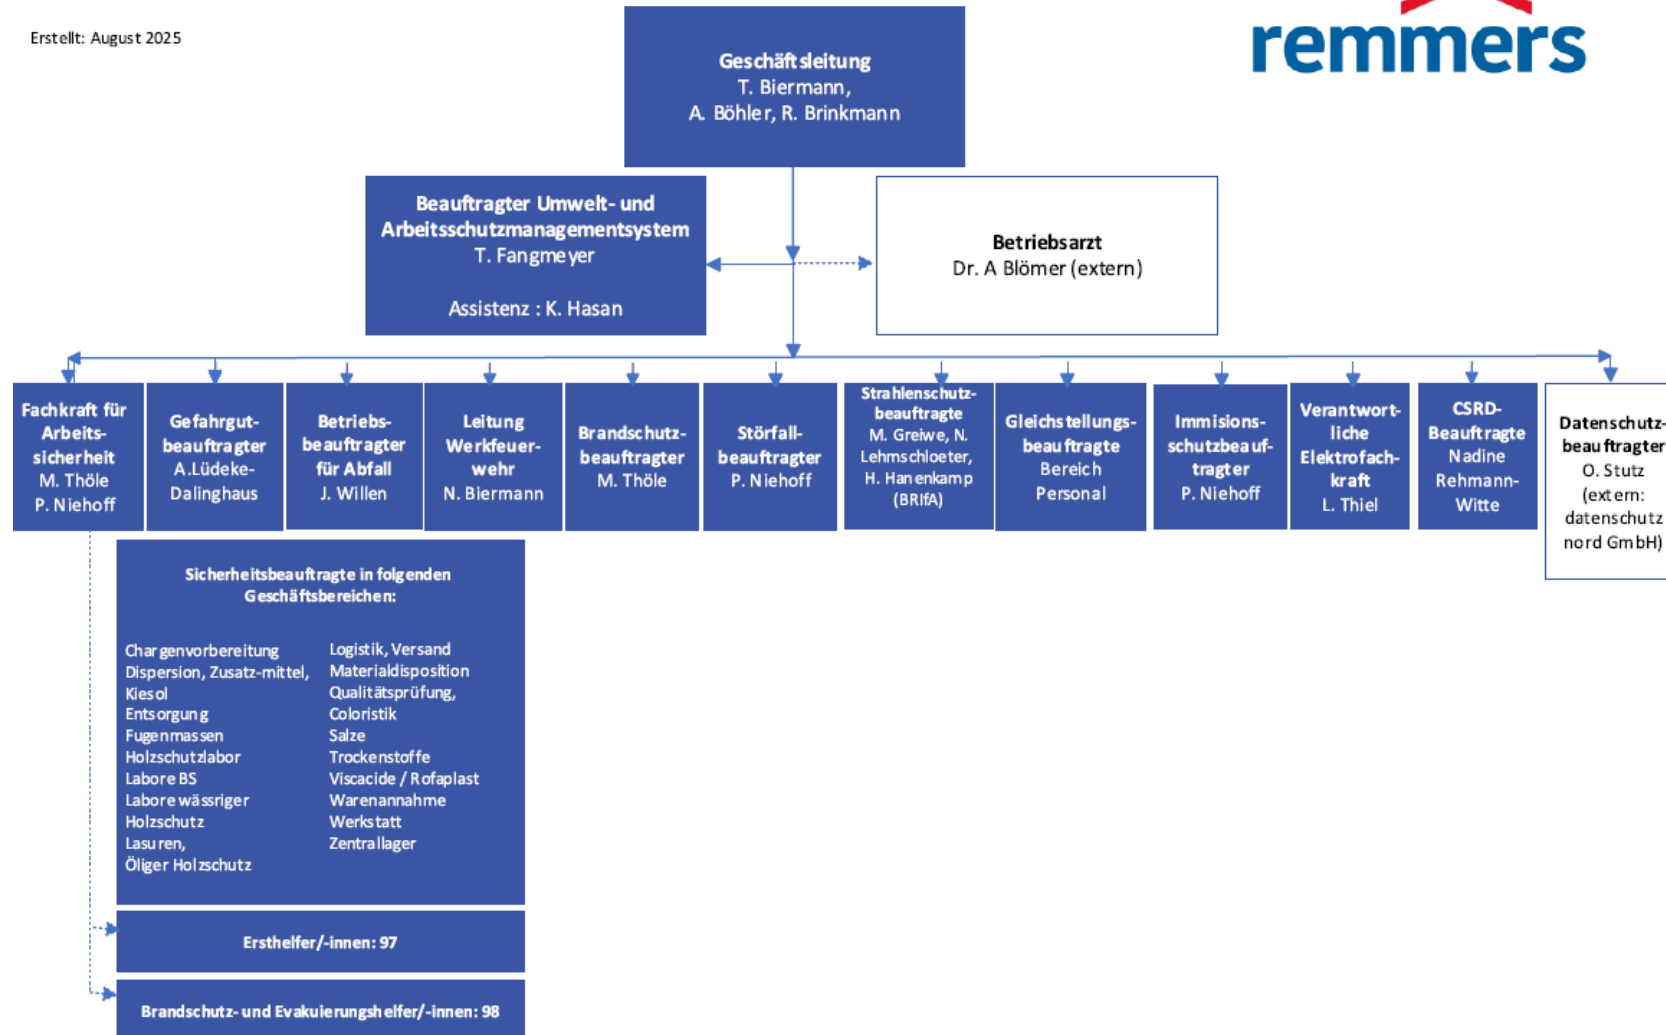 Erstellt: August 2025
remmers
Geschäftsleitung
T. Biermann,
A. Böhler, R. Brinkmann
Beauftragter Umwelt- und
Arbeitsschutzmanagementsystem
T. Fangmeyer
Assistenz : K. Hasan
Betriebsarzt
Dr. A Blömer (extern)
Fachkraft für
Arbeits-
sicherheit
M. Thöle
P. Niehoff
Gefahrgut-
beauftragter
A.Lüdeke-
Dalinghaus
Betriebs-
beauftragter
für Abfall
J. Willen
Leitung
Werkfeuer-
wehr
N. Biermann
Brandschutz-
beauftragter
M. Thöle
Störfall-
beauftragter
P. Niehoff
Strahlenschutz-
beauftragte
M. Greiwe, N.
Lehmschloeter,
H. Hanenkamp
(BRIfA)
Gleichstellungs-
beauftragte
Bereich
Personal
Immisions-
schutzbeauf-
tragter
P. Niehoff
Verantwort-
liche
Elektrofach-
kraft
L. Thiel
CSRD-
Beauftragte
Nadine
Rehmann-
Witte
Datenschutz-
beauftragter
O. Stutz
(extern:
datenschutz
nord GmbH)
Sicherheitsbeauftragte in folgenden
Geschäftsbereichen:
Chargenvorbereitung
Dispersion, Zusatz-mittel,
Kiesol
Entsorgung
Fugenmassen
Holzschutzlabor
Labore BS
Labore wässriger
Holzschutz
Lasuren,
Öliger Holzschutz
Logistik, Versand
Materialdisposition
Qualitätsprüfung,
Coloristik
Salze
Trockenstoffe
Viscacide / Rofaplast
Warenannahme
Werkstatt
Zentrallager
Ersthelfer/-innen: 97
Brandschutz- und Evakuierungshelfer/-innen: 98